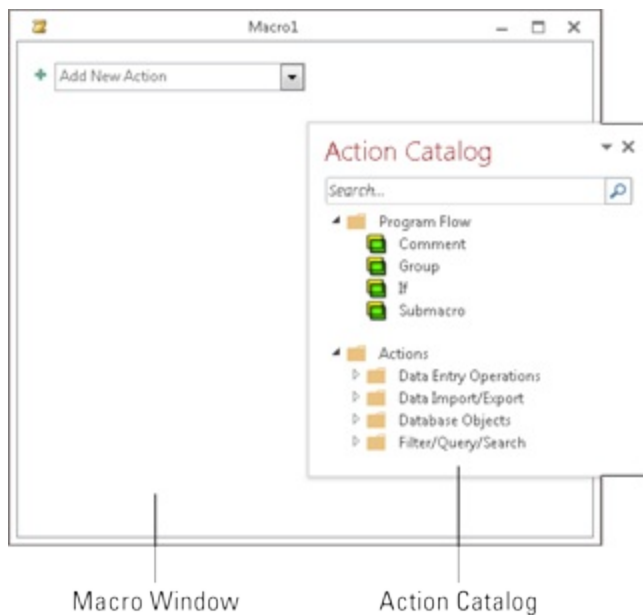 Macro1
Add New Action
Action Catalog
Search...
Program Flow
Comment
Group
If
Submacro
Actions
Data Entry Operations
Data Import/Export
Database Objects
Filter/Query/Search
Macro Window
Action Catalog